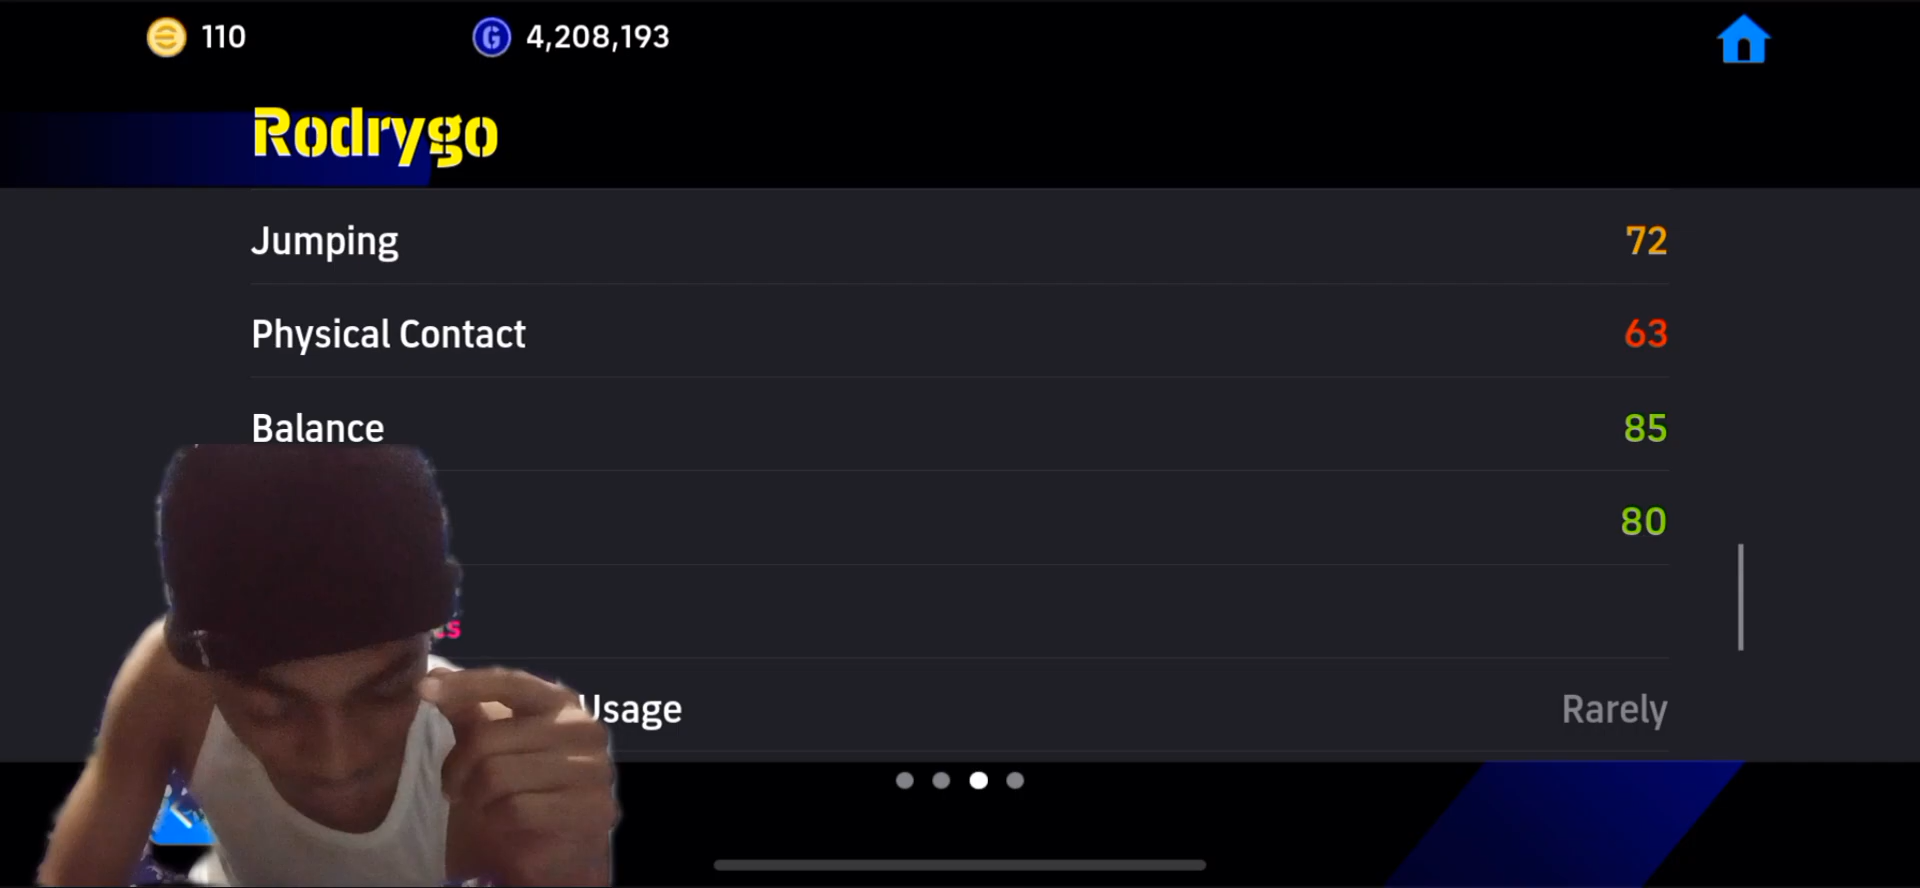 110
4,208,193
Rodrygo
Jumping 72
Physical Contact 63
Balance 85
80
Usage Rarely